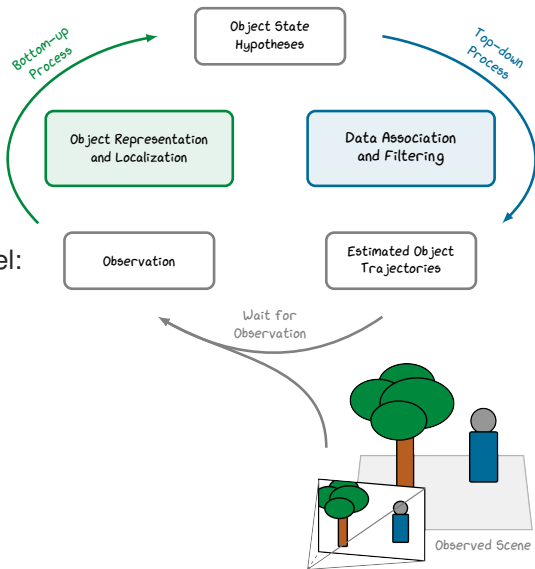 Object State
Hypotheses
Bottom-up
Process
Top-down
Process
Object Representation
and Localization
Data Association
and Filtering
el:
Observation
Estimated Object
Trajectories
Wait for
Observation
Observed Scene